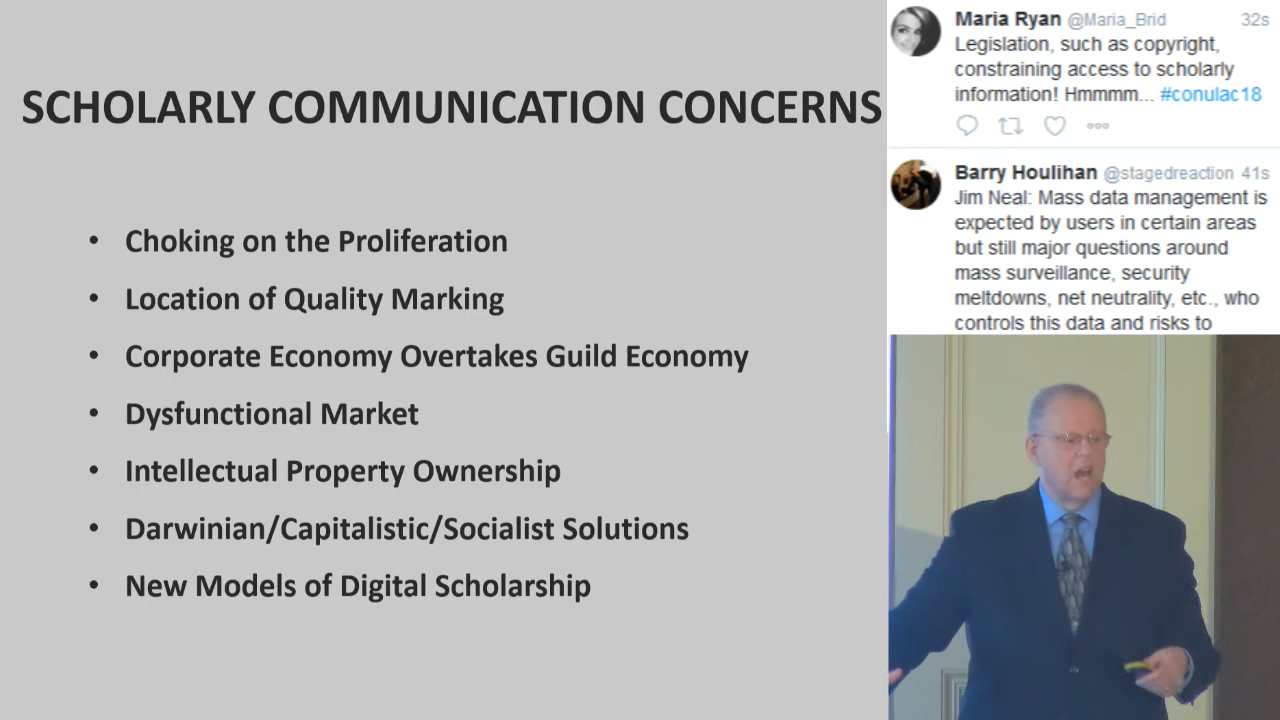 SCHOLARLY COMMUNICATION CONCERNS
• Choking on the Proliferation
• Location of Quality Marking
• Corporate Economy Overtakes Guild Economy
• Dysfunctional Market
• Intellectual Property Ownership
• Darwinian/Capitalistic/Socialist Solutions
• New Models of Digital Scholarship
Maria Ryan @Maria_Brid 32s
Legislation, such as copyright,
constraining access to scholarly
information! Hmmmm... #conulac18
Barry Houlihan @stagedreaction 41s
Jim Neal: Mass data management is
expected by users in certain areas
but still major questions around
mass surveillance, security
meltdowns, net neutrality, etc., who
controls this data and risks to